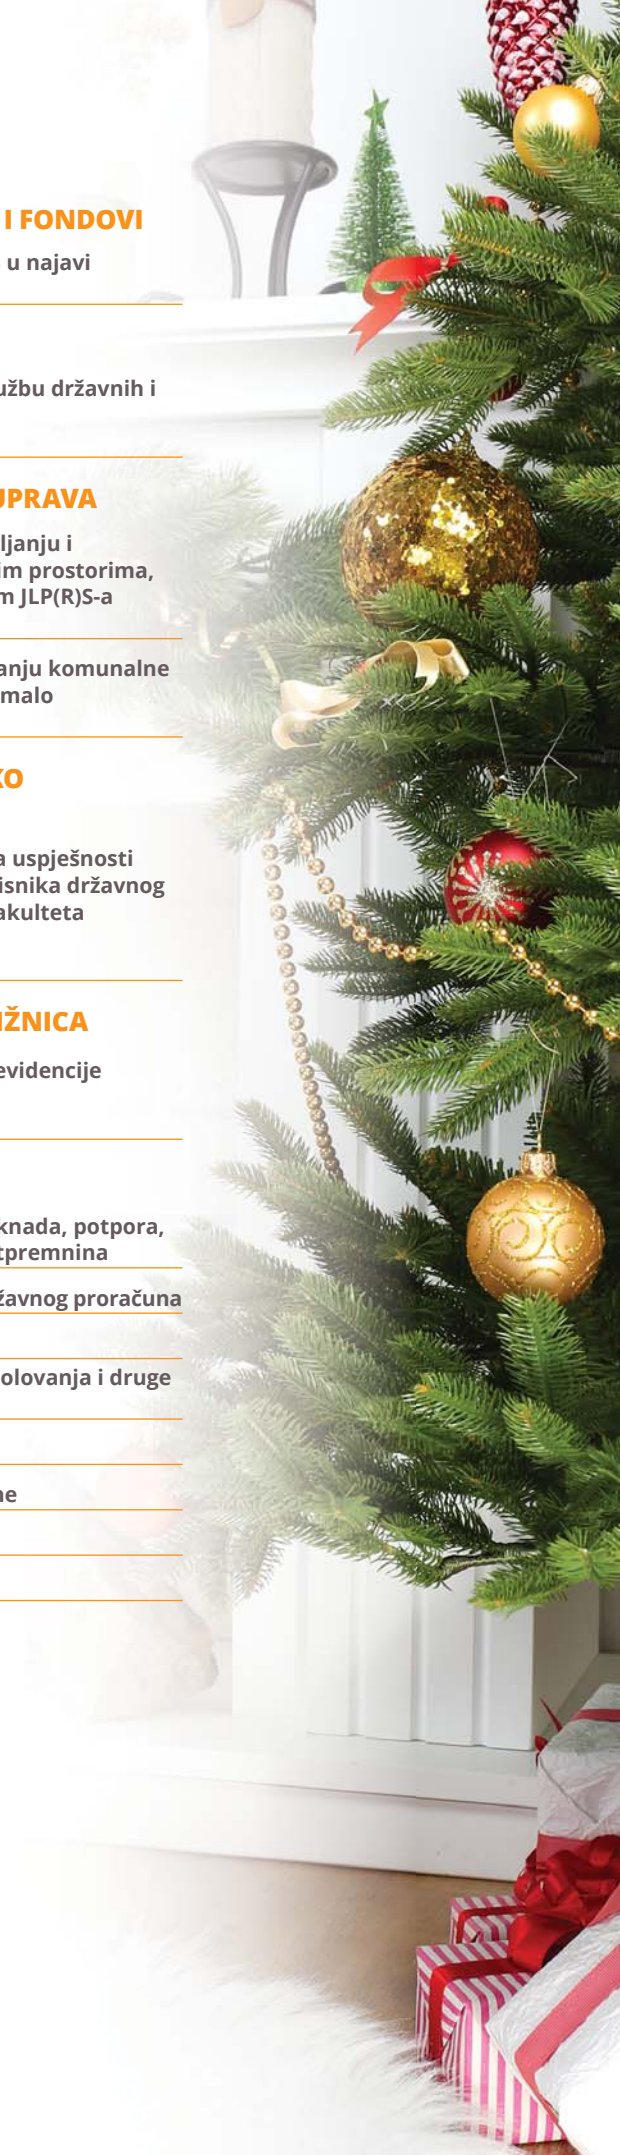 I FONDOVI
u najavi
užbu državnih i
UPRAVA
ljanju i
im prostorima,
m JLP(R)S-a
anju komunalne
malo
KO
a uspješnosti
isnika državnog
akulteta
IŽNICA
evidencije
knada, potpora,
tpremnina
žavnog proračuna
olovanja i druge
ne